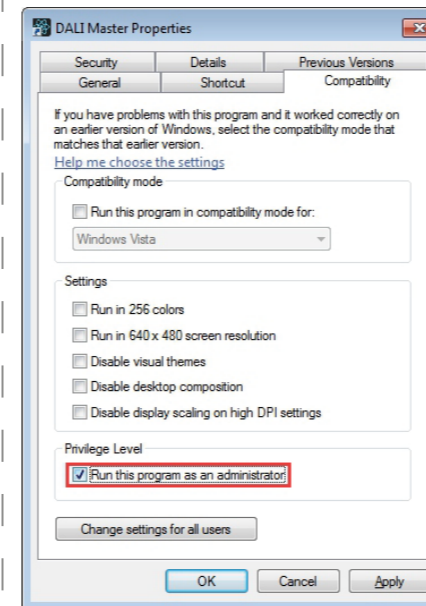 DALI Master Properties
Security Details Previous Versions
General Shortcut Compatibility
If you have problems with this program and it worked correctly on
an earlier version of Windows, select the compatibility mode that
matches that earlier version.
Help me choose the settings
Compatibility mode
Run this program in compatibility mode for:
Windows Vista
Settings
Run in 256 colors
Run in 640 x 480 screen resolution
Disable visual themes
Disable desktop composition
Disable display scaling on high DPI settings
Privilege Level
Run this program as an administrator
Change settings for all users
OK Cancel Apply